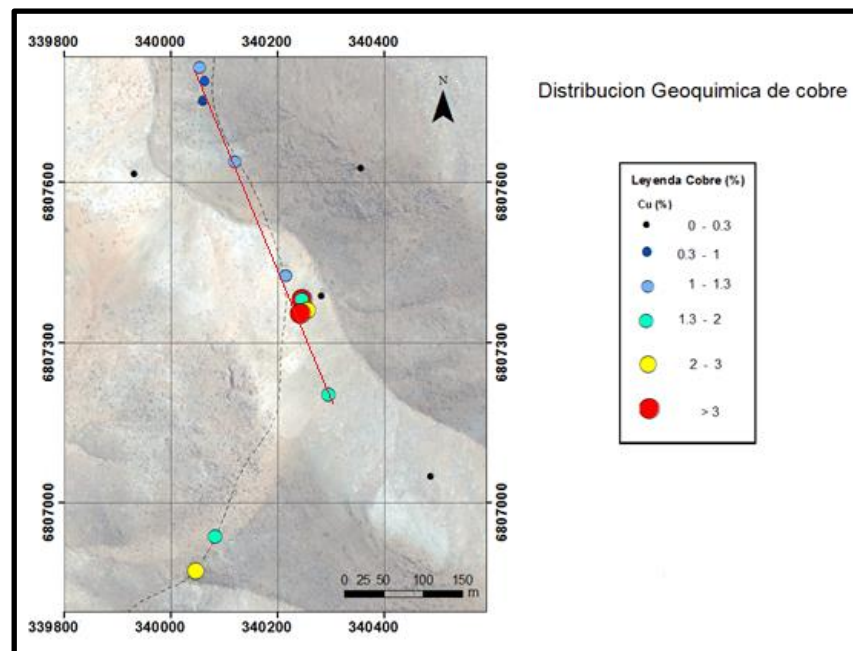 339800 340000 340200 340400
N
Distribucion Geoquimica de cobre
6807600 6807600
6807300 6807300
6807000 6807000
Leyenda Cobre (%)
Cu (%)
0 - 0.3
0.3 - 1
1 - 1.3
1.3 - 2
2 - 3
> 3
0 25 50 100 150
m
339800 340000 340200 340400